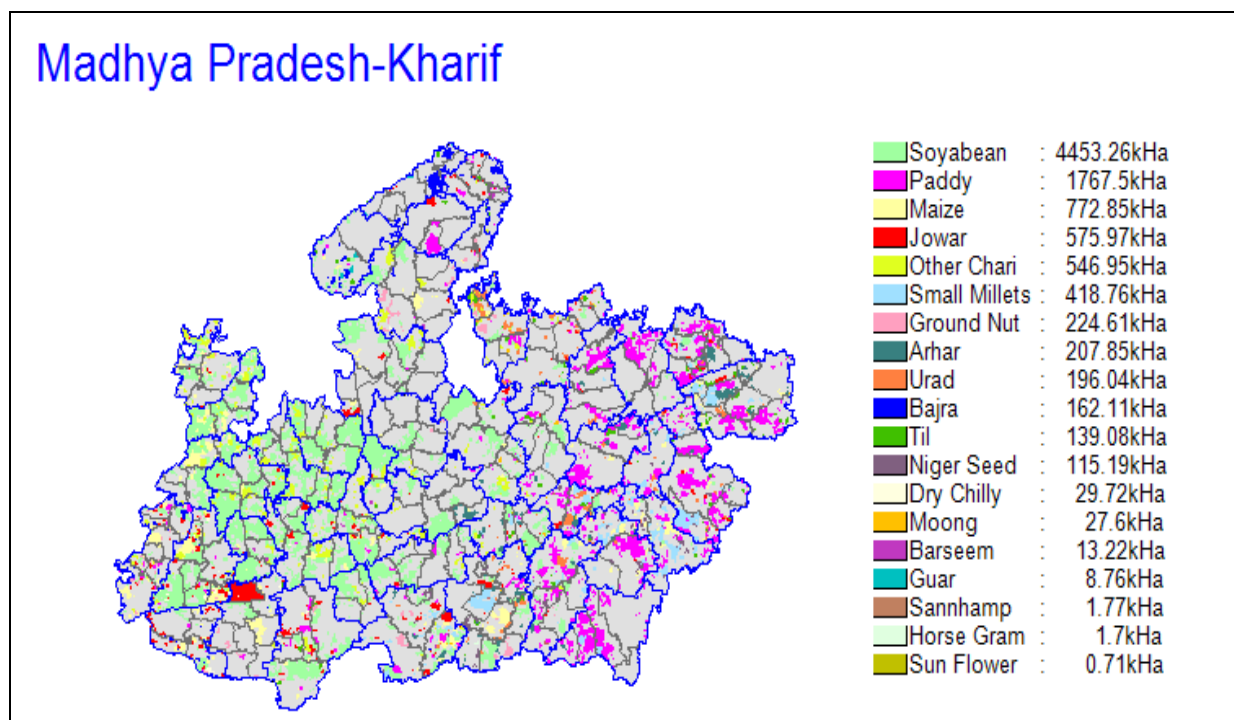 Madhya Pradesh-Kharif
Soyabean : 4453.26kHa
Paddy : 1767.5kHa
Maize : 772.85kHa
Jowar : 575.97kHa
Other Chari : 546.95kHa
Small Millets : 418.76kHa
Ground Nut : 224.61kHa
Arhar : 207.85kHa
Urad : 196.04kHa
Bajra : 162.11kHa
Til : 139.08kHa
Niger Seed : 115.19kHa
Dry Chilly : 29.72kHa
Moong : 27.6kHa
Barseem : 13.22kHa
Guar : 8.76kHa
Sannhamp : 1.77kHa
Horse Gram : 1.7kHa
Sun Flower : 0.71kHa